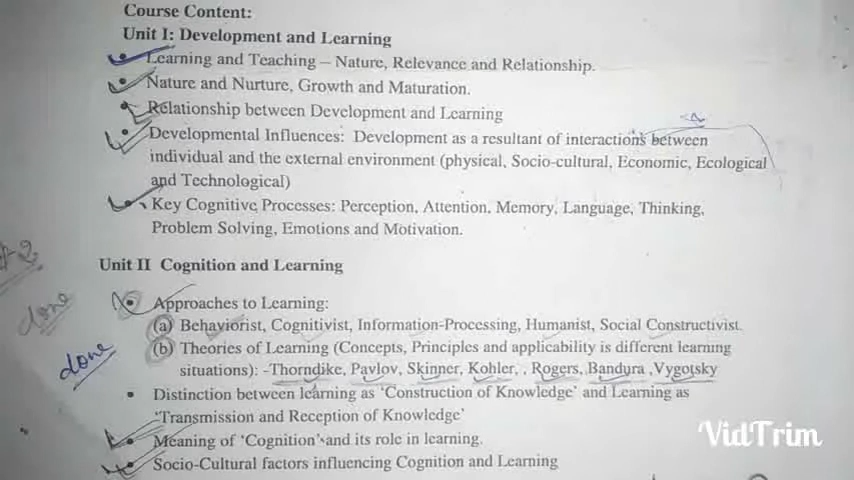 Course Content:
Unit I: Development and Learning
Learning and Teaching – Nature, Relevance and Relationship.
Nature and Nurture, Growth and Maturation.
Relationship between Development and Learning
Developmental Influences: Development as a resultant of interactions between
individual and the external environment (physical, Socio-cultural, Economic, Ecological
and Technological)
Key Cognitive Processes: Perception, Attention, Memory, Language, Thinking,
Problem Solving, Emotions and Motivation.
Unit II Cognition and Learning
Approaches to Learning:
done
(a) Behaviorist, Cognitivist, Information-Processing, Humanist, Social Constructivist.
done
(b) Theories of Learning (Concepts, Principles and applicability is different learning
situations): -Thorndike, Pavlov, Skinner, Kohler, , Rogers, Bandura ,Vygotsky
• Distinction between learning as ‘Construction of Knowledge’ and Learning as
‘Transmission and Reception of Knowledge’
Meaning of ‘Cognition’ and its role in learning.
Socio-Cultural factors influencing Cognition and Learning
VidTrim